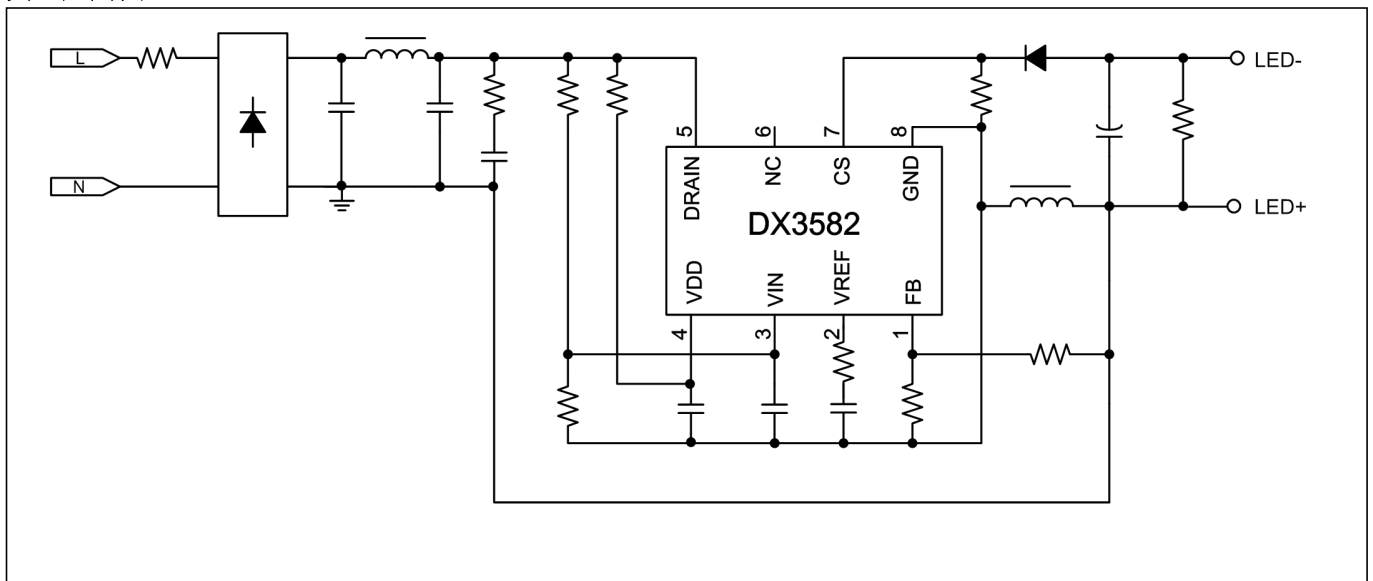 L
LED-
5
6
7
8
DRAIN
NC
CS
GND
N
LED+
DX3582
VDD
VIN
VREF
FB
4
3
2
1